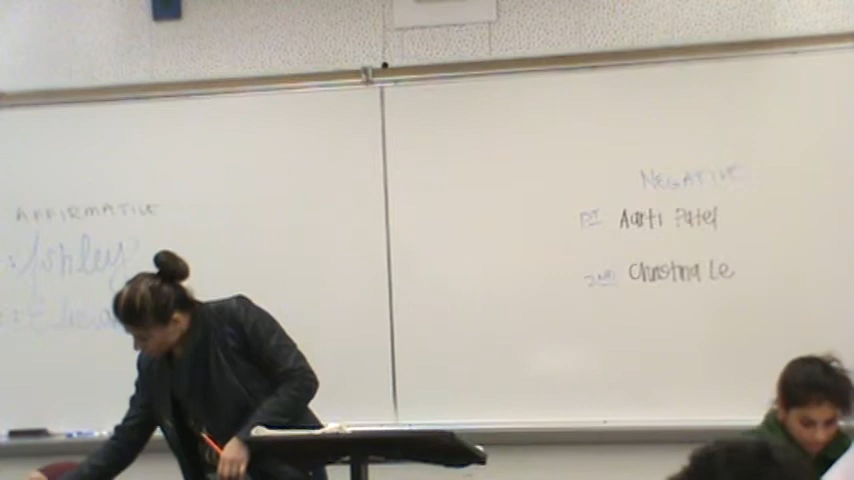 AFFIRMATIVE
Ashley
NEGATIVE
1ST Aarti Patel
2ND Christina Le